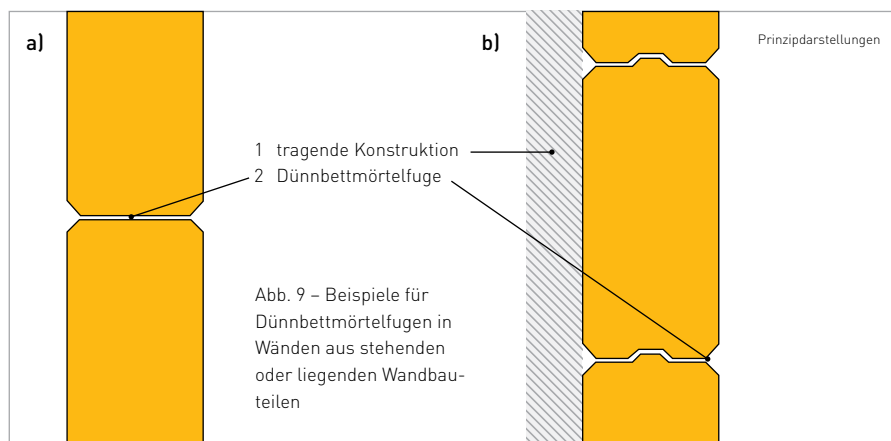 a)
b)
Prinzipdarstellungen
1 tragende Konstruktion
2 Dünnbettmörtelfuge
Abb. 9 – Beispiele für
Dünnbettmörtelfugen in
Wänden aus stehenden
oder liegenden Wandbau-
teilen